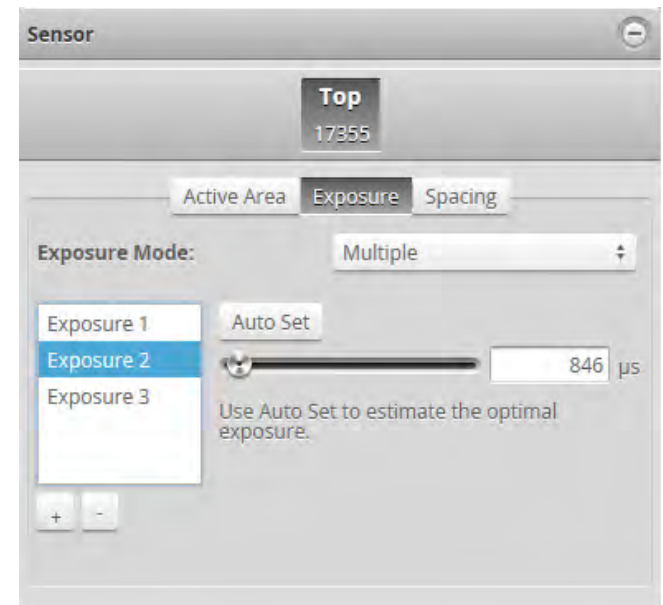 Sensor
Top
17355
Active Area Exposure Spacing
Exposure Mode: Multiple
Exposure 1
Auto Set
Exposure 2
846 µs
Exposure 3
Use Auto Set to estimate the optimal
exposure.
+ -